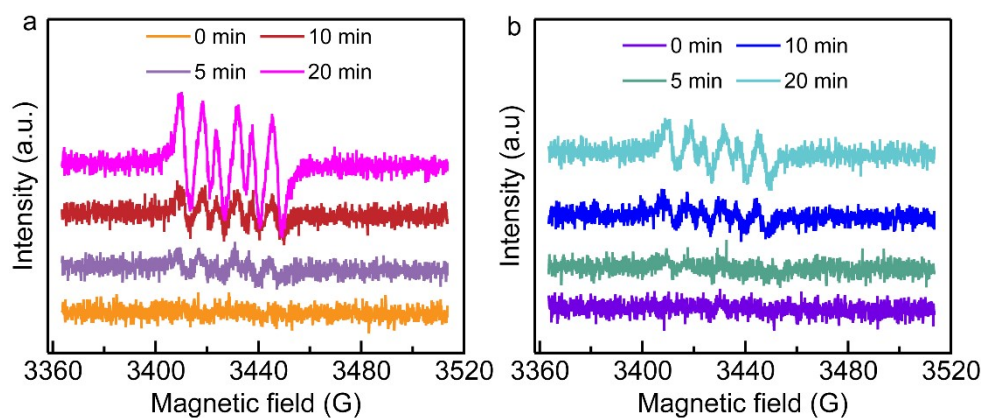 a
0 min
10 min
5 min
20 min
Intensity (a.u.)
3360
3400
3440
3480
3520
Magnetic field (G)
b
0 min
10 min
5 min
20 min
Intensity (a.u)
3360
3400
3440
3480
3520
Magnetic field (G)